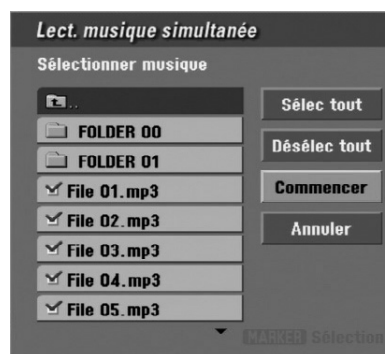 Lect. musique simultanée
Sélectionner musique
..
FOLDER 00
FOLDER 01
File 01.mp3
File 02.mp3
File 03.mp3
File 04.mp3
File 05.mp3
Sélec tout
Désélec tout
Commencer
Annuler
MARKER Sélection